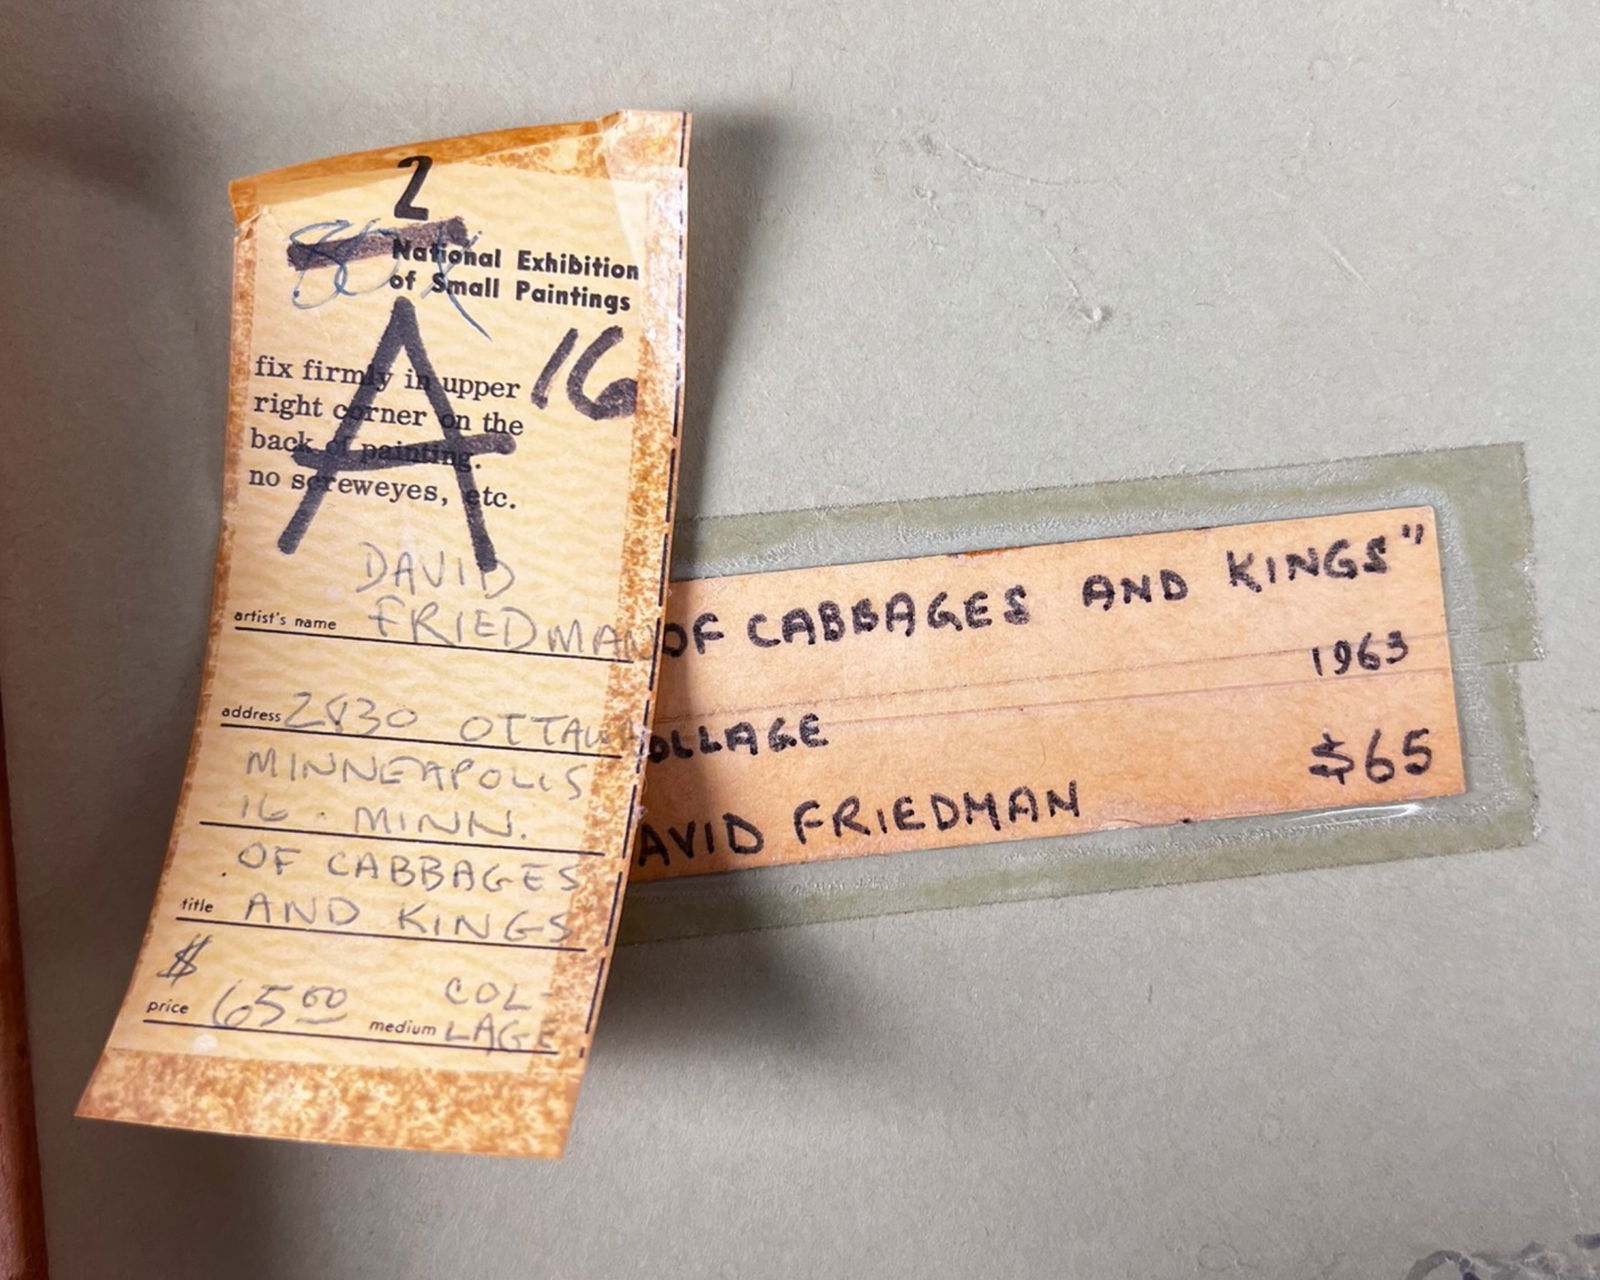 2
National Exhibition
of Small Paintings
A
16
fix firmly in upper
right corner on the
back of painting.
no screweyes, etc.
DAVID
artist's name FRIEDMAN
address 2830 OTTAWA
MINNEAPOLIS
16 . MINN.
OF CABBAGES
title AND KINGS
$
price 65 00 medium COL-
LAGE
OF CABBAGES AND KINGS"
1963
OLLAGE
$65
AVID FRIEDMAN